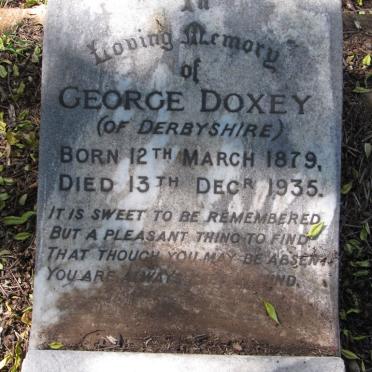 In
Loving Memory
of
GEORGE DOXEY
(OF DERBYSHIRE)
BORN 12TH MARCH 1879,
DIED 13TH DECR 1935.
IT IS SWEET TO BE REMEMBERED
BUT A PLEASANT THING TO FIND
THAT THOUGH YOU MAY BE ABSENT
YOU ARE ALWAYS